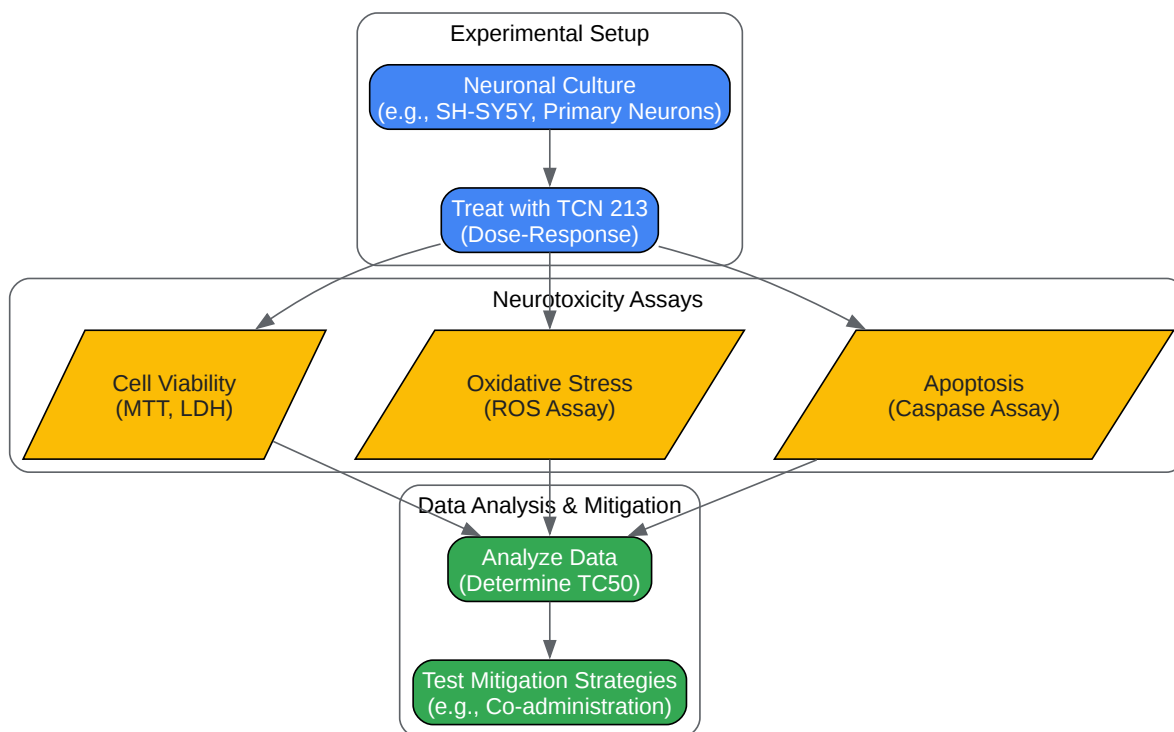 Experimental Setup
Neuronal Culture
(e.g., SH-SY5Y, Primary Neurons)
Treat with TCN 213
(Dose-Response)
Neurotoxicity Assays
Cell Viability
(MTT, LDH)
Oxidative Stress
(ROS Assay)
Apoptosis
(Caspase Assay)
Data Analysis & Mitigation
Analyze Data
(Determine TC50)
Test Mitigation Strategies
(e.g., Co-administration)